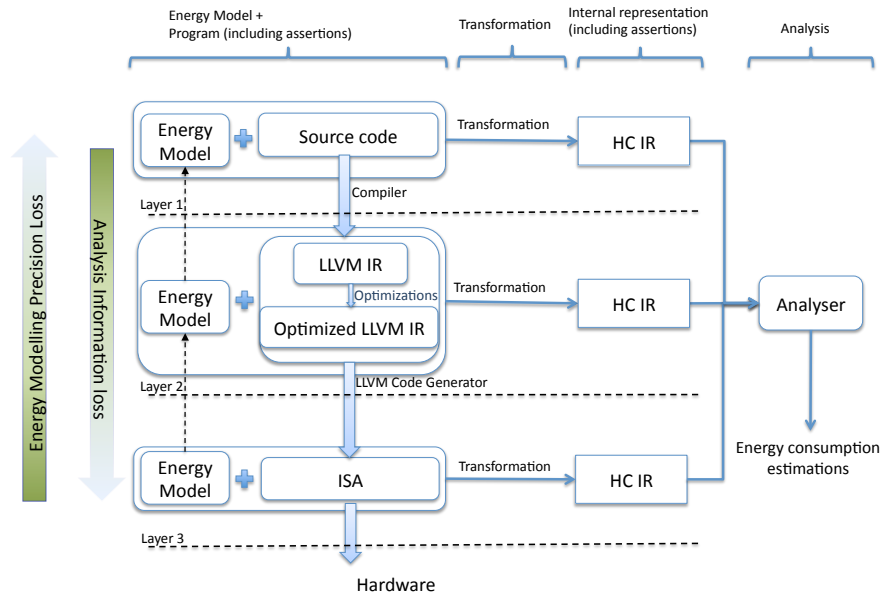 Energy Model +
Program (including assertions)
Transformation
Internal representation
(including assertions)
Analysis
Energy Modelling Precision Loss
Analysis Information loss
Energy
Model
Source code
Transformation
HC IR
Compiler
Layer 1
LLVM IR
Optimizations
Energy
Model
Optimized LLVM IR
Transformation
HC IR
Analyser
LLVM Code Generator
Layer 2
Energy consumption
estimations
Energy
Model
ISA
Transformation
HC IR
Layer 3
Hardware